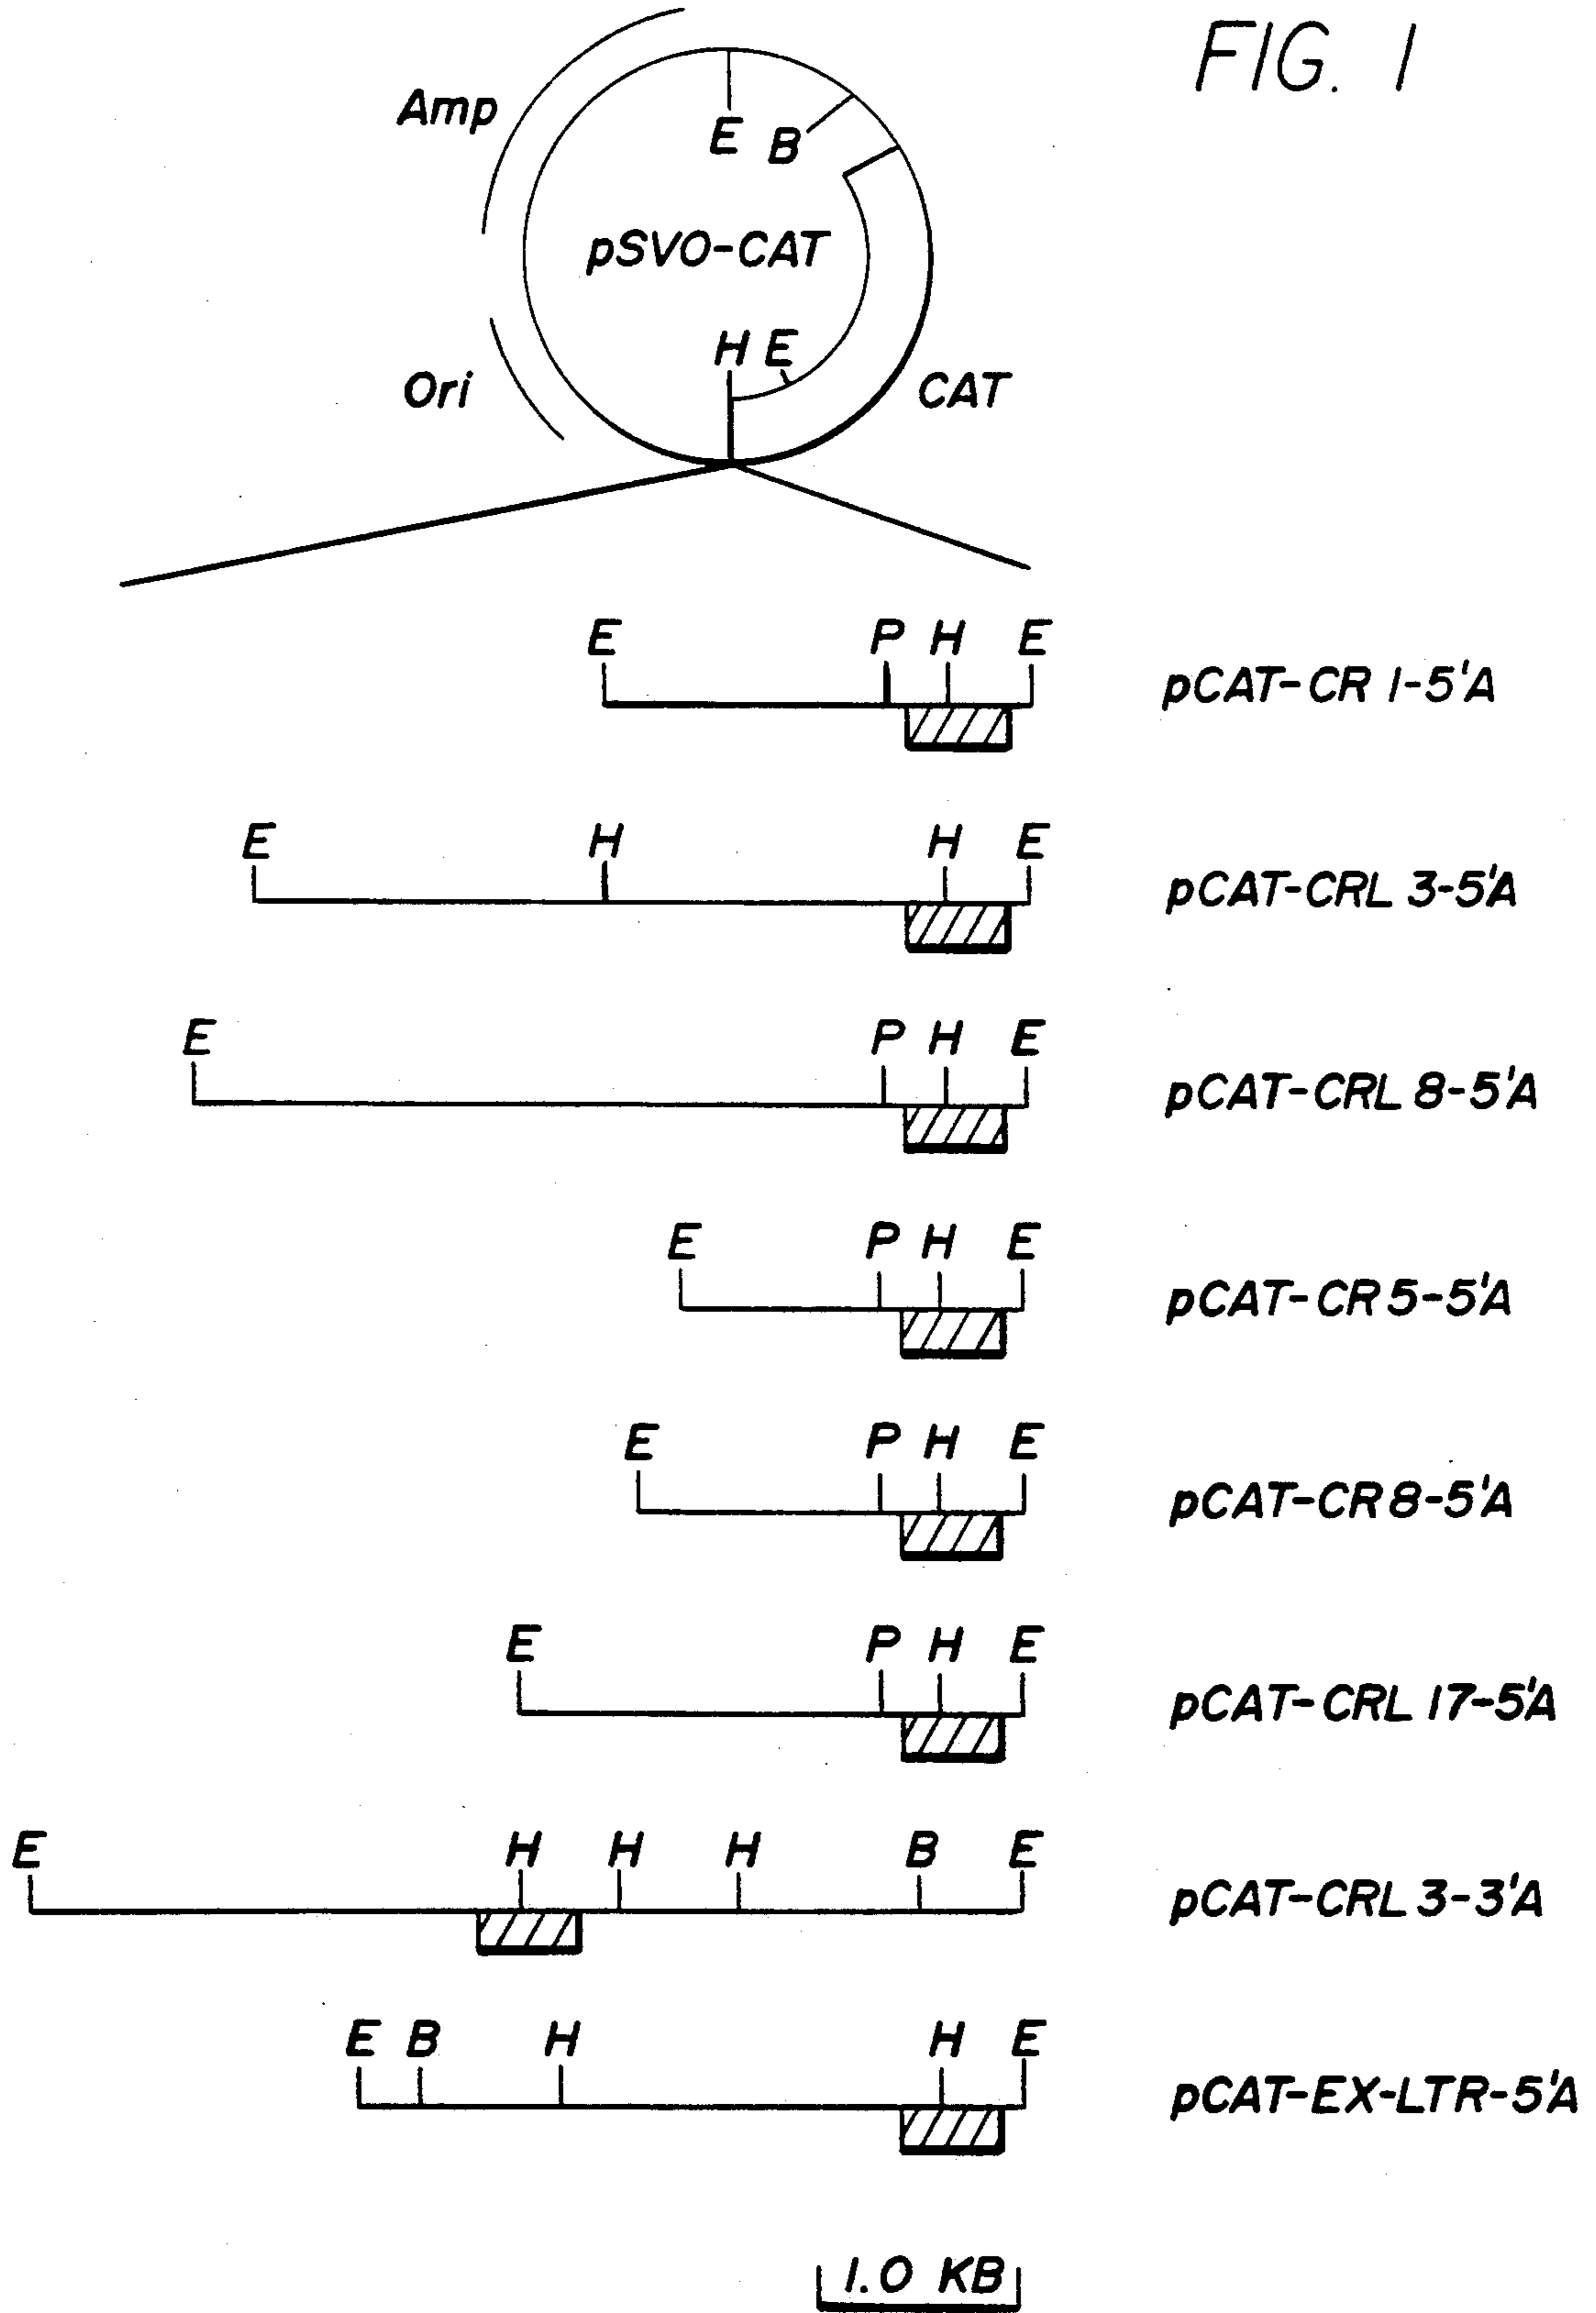 FIG. 1
Amp
E B
pSVO-CAT
H E
Ori
CAT
E P H E
pCAT-CR 1-5'A
E H H E
pCAT-CRL 3-5'A
E P H E
pCAT-CRL 8-5'A
E P H E
pCAT-CR 5-5'A
E P H E
pCAT-CR 8-5'A
E P H E
pCAT-CRL 17-5'A
E H H H B E
pCAT-CRL 3-3'A
E B H H E
pCAT-EX-LTR-5'A
1.0 KB